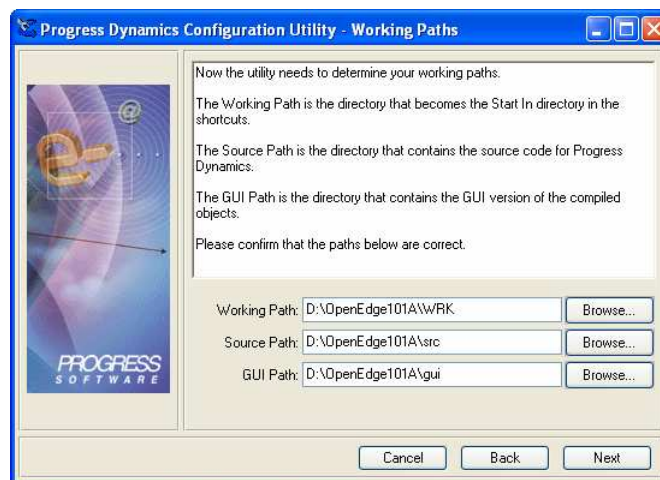 Progress Dynamics Configuration Utility - Working Paths
Now the utility needs to determine your working paths.
The Working Path is the directory that becomes the Start In directory in the
shortcuts.
The Source Path is the directory that contains the source code for Progress
Dynamics.
The GUI Path is the directory that contains the GUI version of the compiled
objects.
Please confirm that the paths below are correct.
@
e-
PROGRESS
SOFTWARE
Working Path: D:\OpenEdge101A\WRK Browse...
Source Path: D:\OpenEdge101A\src Browse...
GUI Path: D:\OpenEdge101A\gui Browse...
Cancel Back Next